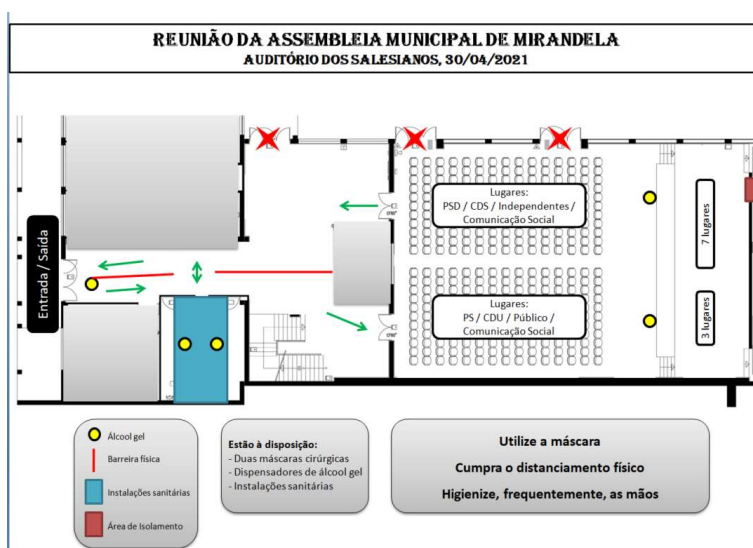 REUNIÃO DA ASSEMBLEIA MUNICIPAL DE MIRANDELA
AUDITÓRIO DOS SALESIANOS, 30/04/2021
Entrada / Saída
Lugares:
PSD / CDS / Independentes /
Comunicação Social
7 lugares
Lugares:
PS / CDU / Público /
Comunicação Social
3 lugares
Álcool gel
Barreira física
Instalações sanitárias
Área de Isolamento
Estão à disposição:
- Duas máscaras cirúrgicas
- Dispensadores de álcool gel
- Instalações sanitárias
Utilize a máscara
Cumpra o distanciamento físico
Higienize, frequentemente, as mãos